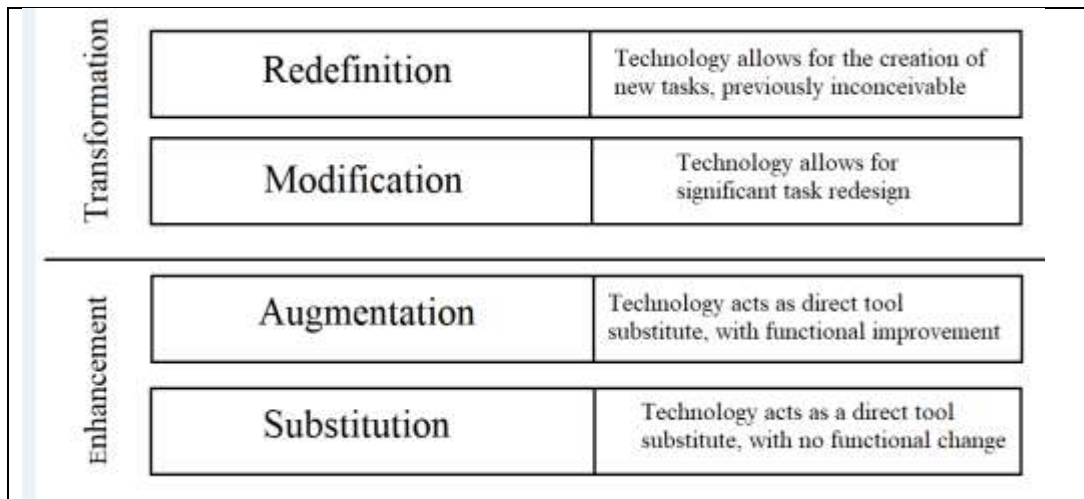 Transformation
Redefinition
Technology allows for the creation of
new tasks, previously inconceivable
Modification
Technology allows for
significant task redesign
Enhancement
Augmentation
Technology acts as direct tool
substitute, with functional improvement
Substitution
Technology acts as a direct tool
substitute, with no functional change